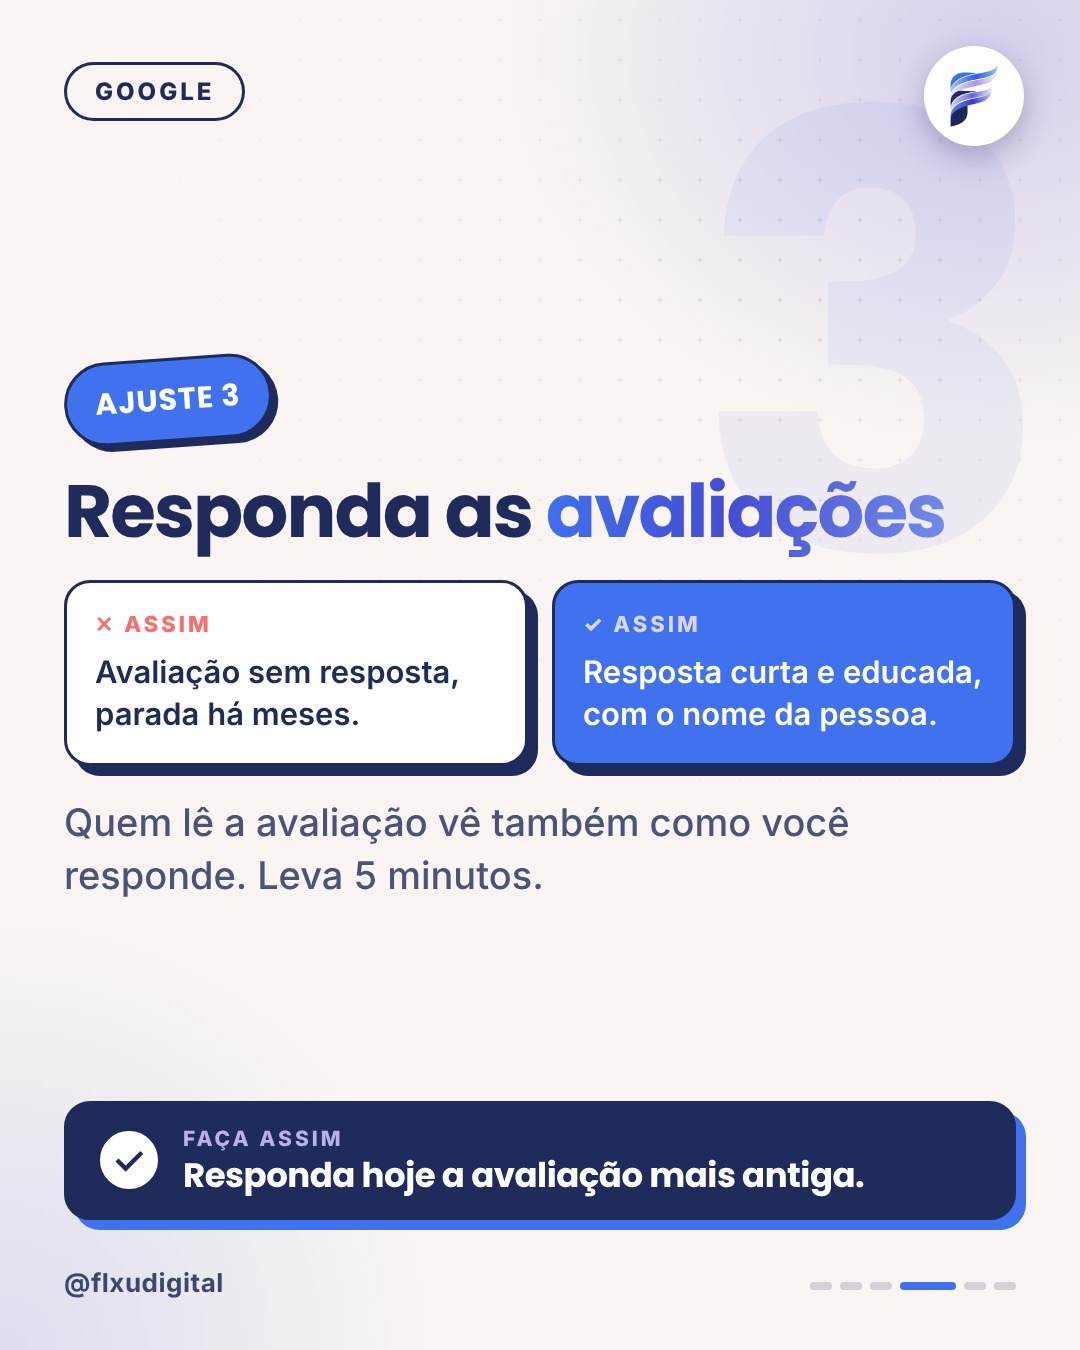 GOOGLE
3
AJUSTE 3
Responda as avaliações
✕ ASSIM
Avaliação sem resposta,
parada há meses.
✓ ASSIM
Resposta curta e educada,
com o nome da pessoa.
Quem lê a avaliação vê também como você
responde. Leva 5 minutos.
FAÇA ASSIM
Responda hoje a avaliação mais antiga.
@flxudigital